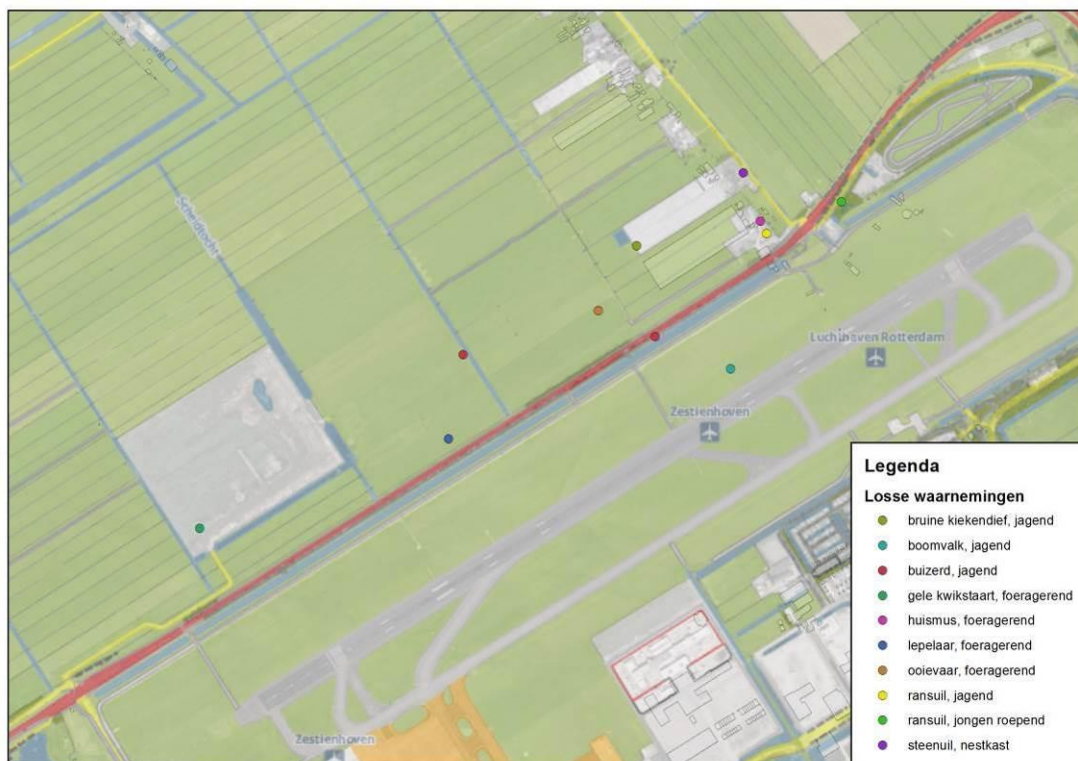 Scheidtocht
Luchthaven Rotterdam
Zestienhoven
Zestienhoven
Legenda
Losse waarnemingen
bruine kiekendief, jagend
boomvalk, jagend
buizerd, jagend
gele kwikstaart, foeragerend
huismus, foeragerend
lepelaar, foeragerend
ooievaar, foeragerend
ransuil, jagend
ransuil, jongen roepend
steenuil, nestkast